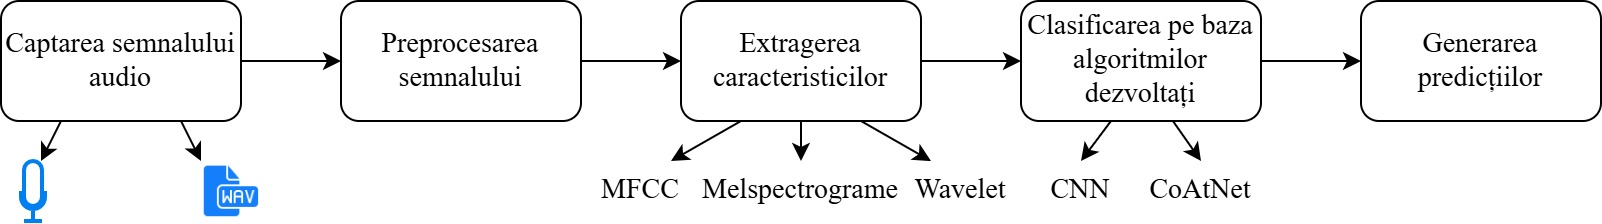 Captarea semnalului
audio
Preprocesarea
semnalului
Extragerea
caracteristicilor
Clasificarea pe baza
algoritmilor
dezvoltați
Generarea
predicțiilor
WAV
MFCC
Melspectrograme
Wavelet
CNN
CoAtNet